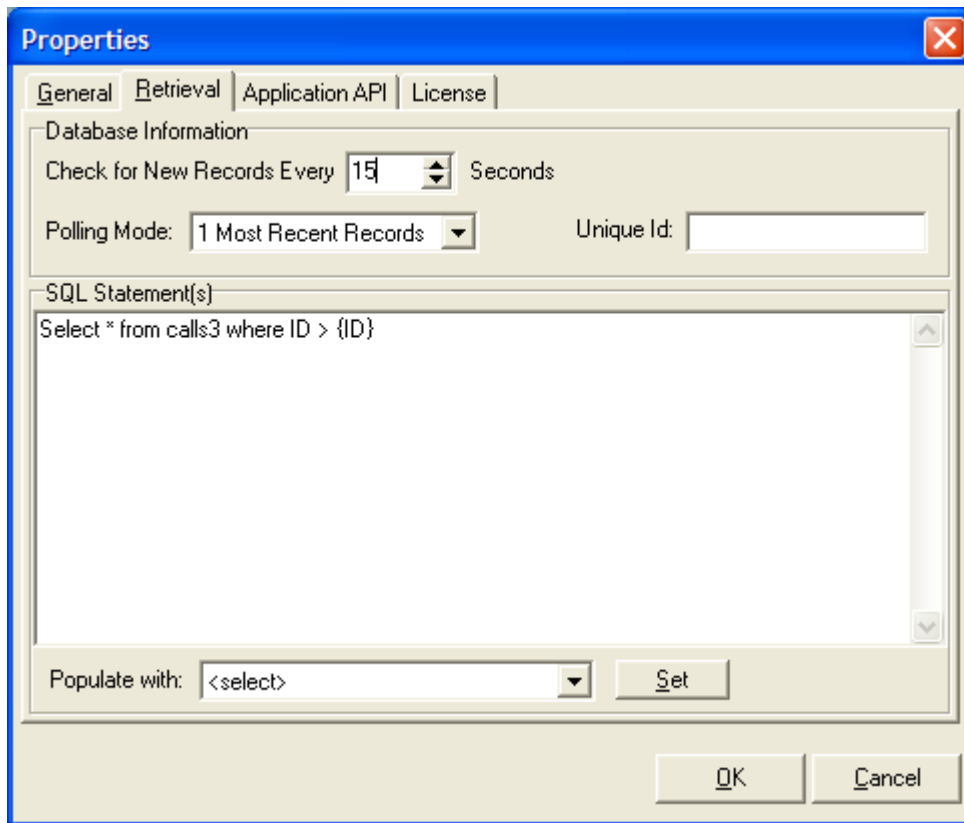 Properties
General Retrieval Application API License
Database Information
Check for New Records Every 15 Seconds
Polling Mode: 1 Most Recent Records Unique Id:
SQL Statement(s)
Select * from calls3 where ID > {ID}
Populate with: <select> Set
OK Cancel